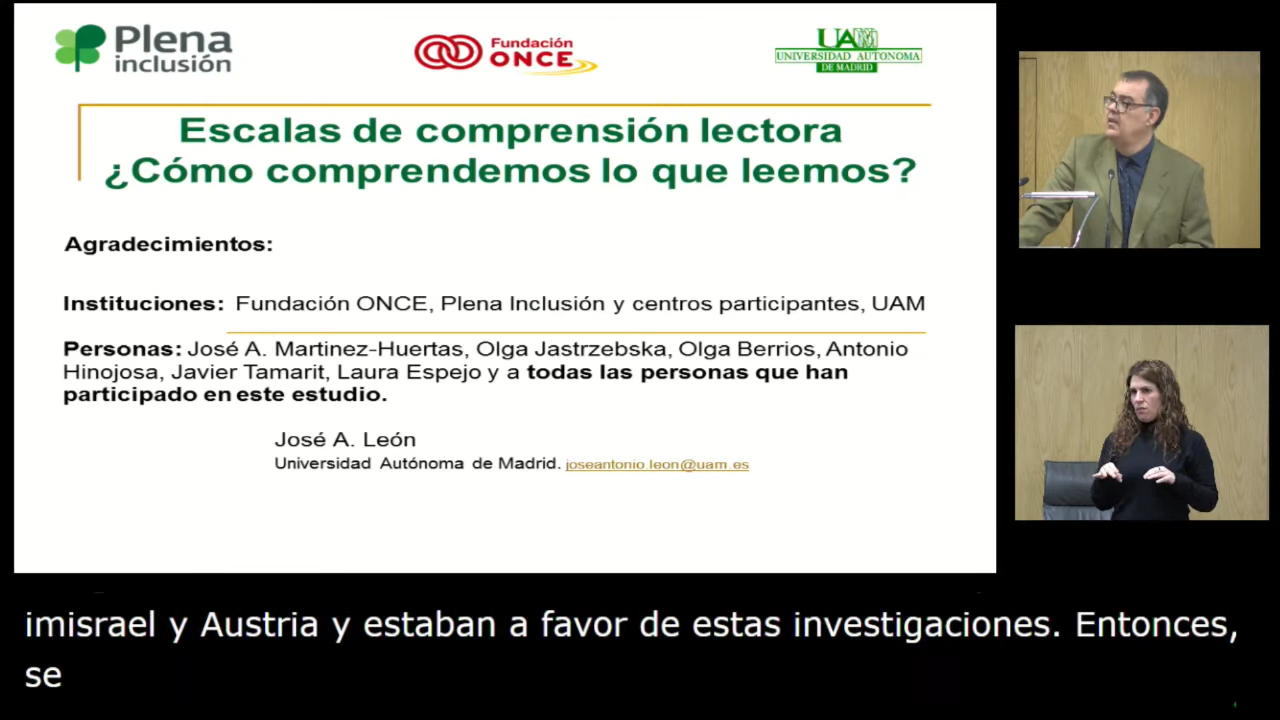 Plena
inclusión
Fundación
ONCE
UAM
UNIVERSIDAD AUTONOMA
DE MADRID
Escalas de comprensión lectora
¿Cómo comprendemos lo que leemos?
Agradecimientos:
Instituciones: Fundación ONCE, Plena Inclusión y centros participantes, UAM
Personas: José A. Martinez-Huertas, Olga Jastrzebska, Olga Berrios, Antonio
Hinojosa, Javier Tamarit, Laura Espejo y a todas las personas que han
participado en este estudio.
José A. León
Universidad Autónoma de Madrid. joseantonio.leon@uam.es
imisrael y Austria y estaban a favor de estas investigaciones. Entonces,
se